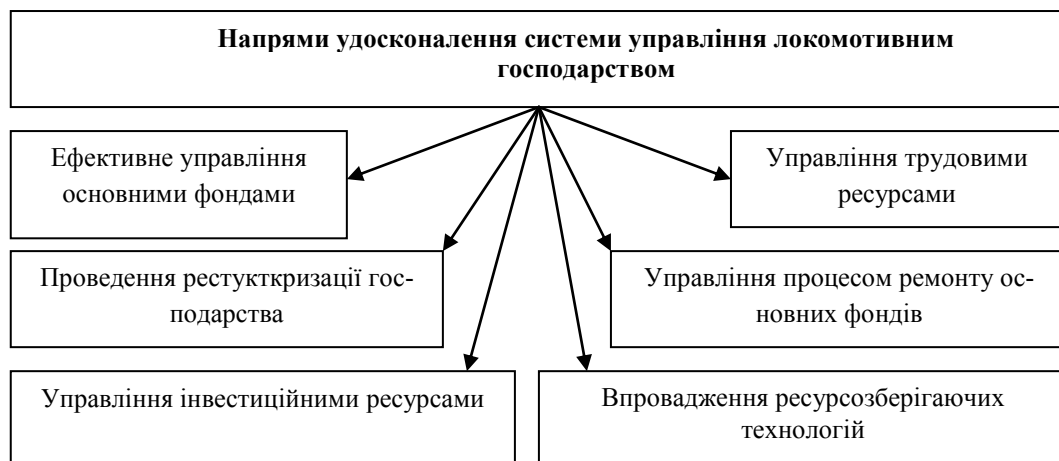 Напрями удосконалення системи управління локомотивним
господарством
Ефективне управління
основними фондами
Управління трудовими
ресурсами
Проведення рестукткризації гос-
подарства
Управління процесом ремонту ос-
новних фондів
Управління інвестиційними ресурсами
Впровадження ресурсозберігаючих
технологій